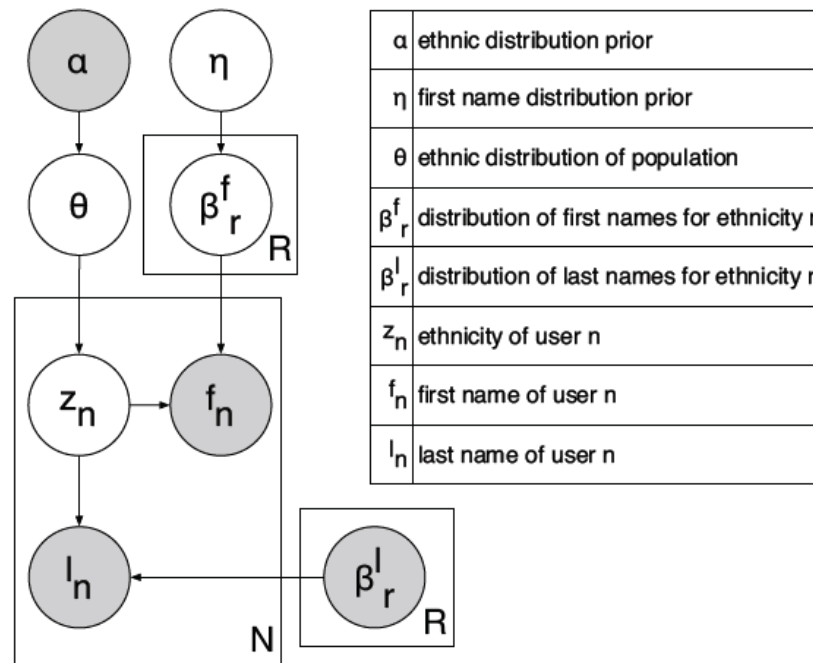 α
η
θ
β^f_r
R
z_n
f_n
l_n
N
β^l_r
R
α ethnic distribution prior
η first name distribution prior
θ ethnic distribution of population
β^f_r distribution of first names for ethnicity r
β^l_r distribution of last names for ethnicity r
z_n ethnicity of user n
f_n first name of user n
l_n last name of user n